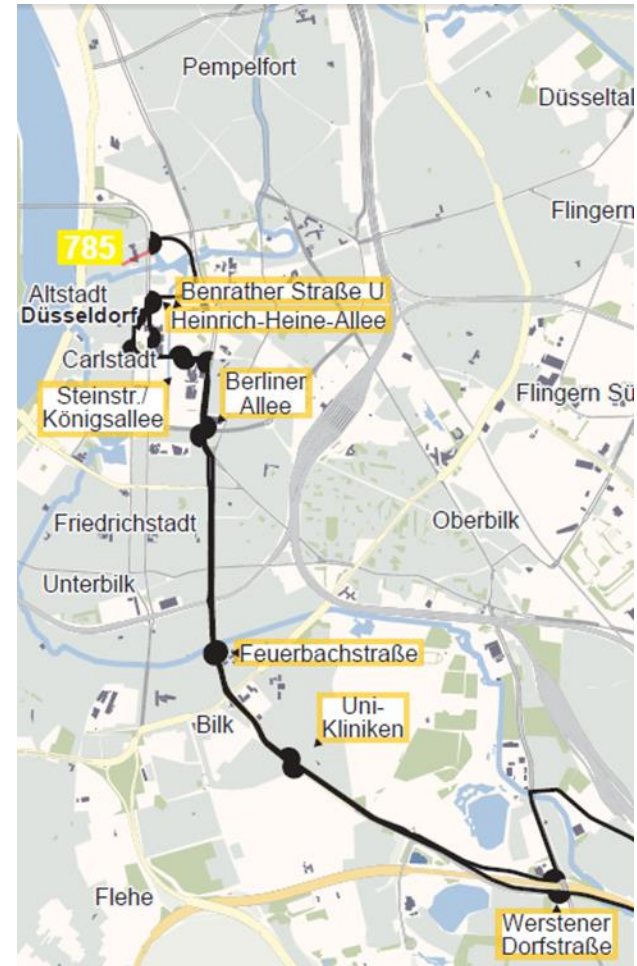 Pempelfort
Düsseltal
Flingern
785
Altstadt
Benrather Straße U
Düsseldorf
Heinrich-Heine-Allee
Carlstadt
Steinstr./
Königsallee
Berliner
Allee
Flingern Sü
Friedrichstadt
Oberbilk
Unterbilk
Feuerbachstraße
Uni-
Kliniken
Bilk
Flehe
Werstener
Dorfstraße